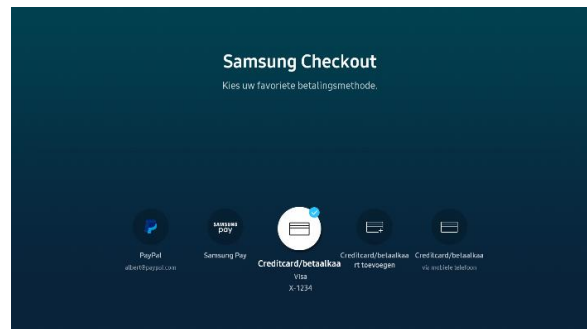 Samsung Checkout
Kies uw favoriete betalingsmethode.
SAMSUNG
pay
PayPal
albert@paypal.com
Samsung Pay
Creditcard/betaalkaa
Visa
X-1234
Creditcard/betaalkaa
rt toevoegen
Creditcard/betaalkaa
via mobiele telefoon